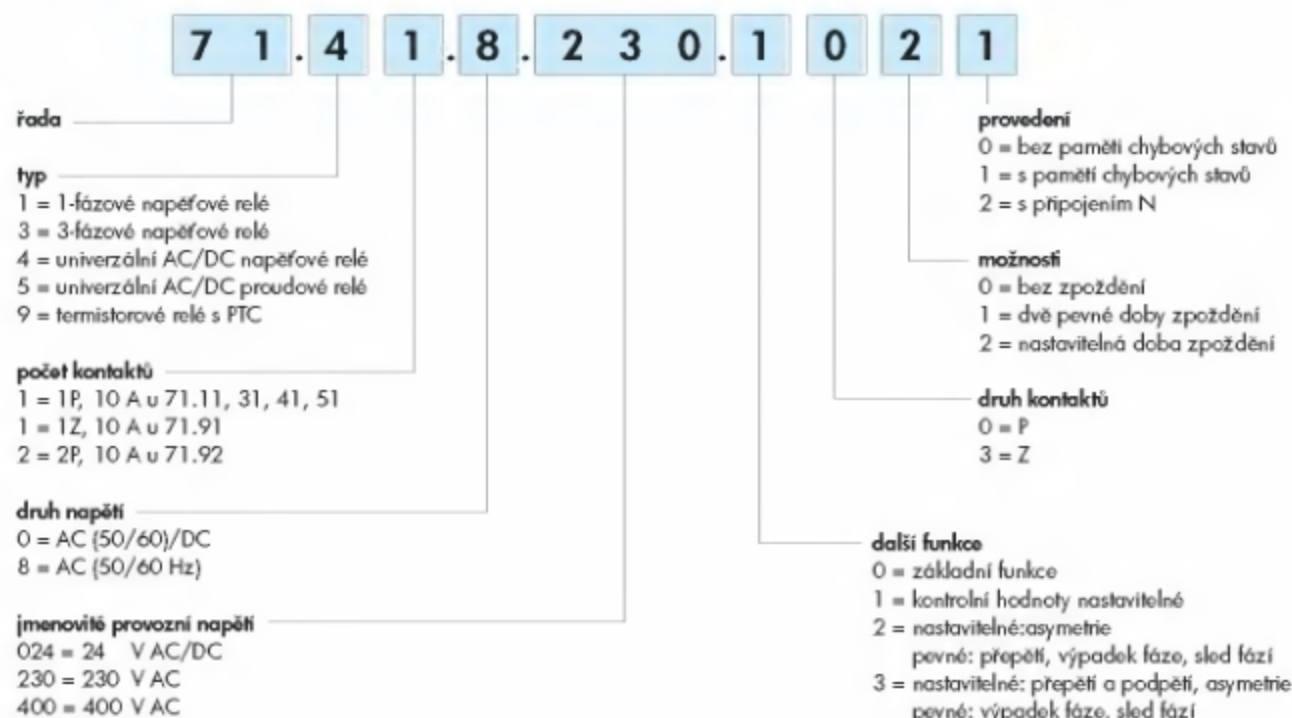 7 1 . 4 1 . 8 . 2 3 0 . 1 0 2 1
řada
typ
1 = 1-fázové napěťové relé
3 = 3-fázové napěťové relé
4 = univerzální AC/DC napěťové relé
5 = univerzální AC/DC proudové relé
9 = termistorové relé s PTC
počet kontaktů
1 = 1P, 10 A u 71.11, 31, 41, 51
1 = 1Z, 10 A u 71.91
2 = 2P, 10 A u 71.92
druh napětí
0 = AC (50/60)/DC
8 = AC (50/60 Hz)
jmenovité provozní napětí
024 = 24 V AC/DC
230 = 230 V AC
400 = 400 V AC
provedení
0 = bez paměti chybových stavů
1 = s pamětí chybových stavů
2 = s připojením N
možnosti
0 = bez zpoždění
1 = dvě pevné doby zpoždění
2 = nastavitelná doba zpoždění
druh kontaktů
0 = P
3 = Z
další funkce
0 = základní funkce
1 = kontrolní hodnoty nastavitelné
2 = nastavitelné:asymetrie
pevné: přepětí, výpadek fáze, sled fází
3 = nastavitelné: přepětí a podpětí, asymetrie
pevné: výpadek fáze, sled fází